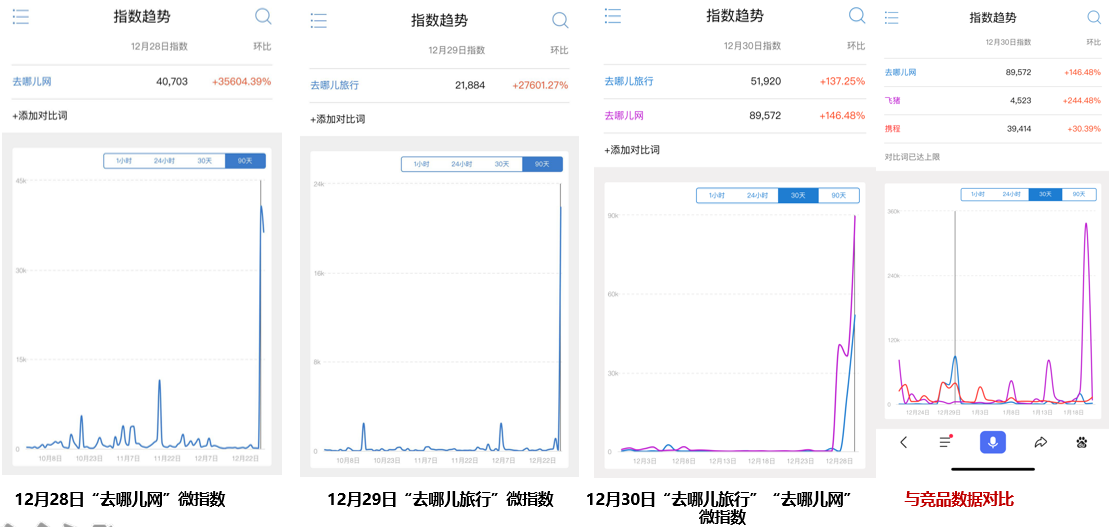 指数趋势
12月28日指数 环比
去哪儿网 40,703 +35604.39%
+添加对比词
1小时 24小时 30天 90天
45k
30k
15k
0
10月8日 10月23日 11月7日 11月22日 12月7日 12月22日
12月28日“去哪儿网”微指数
指数趋势
12月29日指数 环比
去哪儿旅行 21,884 +27601.27%
+添加对比词
1小时 24小时 30天 90天
24k
16k
8k
0
10月8日 10月23日 11月7日 11月22日 12月7日 12月22日
12月29日“去哪儿旅行”微指数
指数趋势
12月30日指数 环比
去哪儿旅行 51,920 +137.25%
去哪儿网 89,572 +146.48%
+添加对比词
1小时 24小时 30天 90天
90k
60k
30k
0
12月3日 12月8日 12月13日 12月18日 12月23日 12月28日
12月30日“去哪儿旅行”“去哪儿网”
微指数
指数趋势
12月30日指数 环比
去哪儿网 89,572 +146.48%
飞猪 4,523 +244.48%
携程 39,414 +30.39%
对比词已达上限
1小时 24小时 30天 90天
360k
240k
120k
0
12月24日 12月29日 1月3日 1月8日 1月13日 1月18日
与竞品数据对比